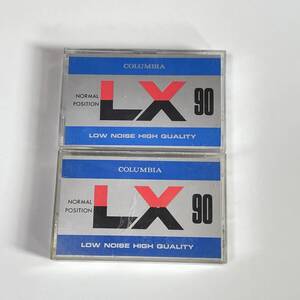 COLUMBIA
NORMAL
POSITION
LX 90
LOW NOISE HIGH QUALITY
COLUMBIA
NORMAL
POSITION
LX 90
LOW NOISE HIGH QUALITY